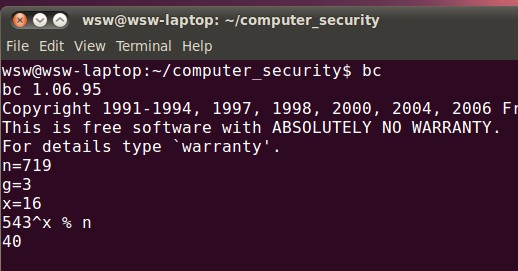 wsw@wsw-laptop: ~/computer_security
File Edit View Terminal Help
wsw@wsw-laptop:~/computer_security$ bc
bc 1.06.95
Copyright 1991-1994, 1997, 1998, 2000, 2004, 2006 Fr
This is free software with ABSOLUTELY NO WARRANTY.
For details type `warranty'.
n=719
g=3
x=16
543^x % n
40